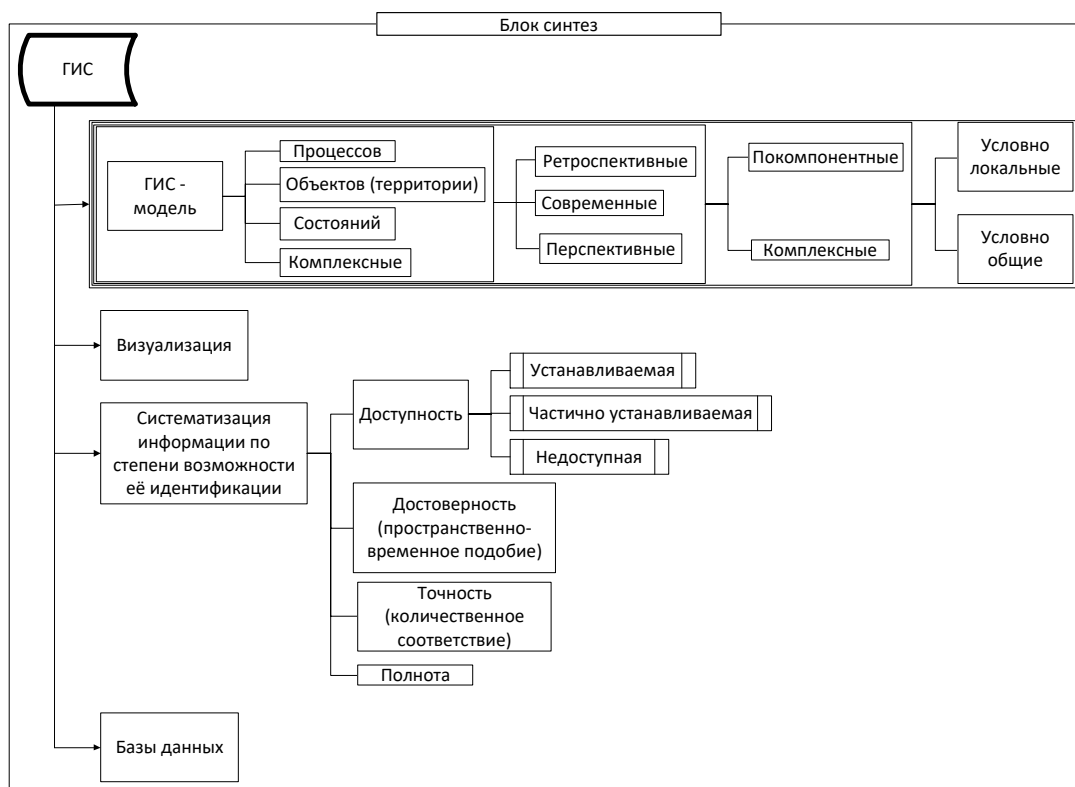 Блок синтез
ГИС
ГИС -
модель
Процессов
Объектов (территории)
Состояний
Комплексные
Ретроспективные
Современные
Перспективные
Покомпонентные
Комплексные
Условно
локальные
Условно
общие
Визуализация
Систематизация
информации по
степени возможности
её идентификации
Доступность
Устанавливаемая
Частично устанавливаемая
Недоступная
Достоверность
(пространственно-
временное подобие)
Точность
(количественное
соответствие)
Полнота
Базы данных